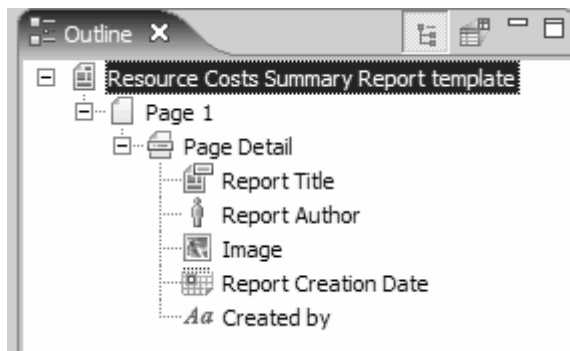 Outline
Resource Costs Summary Report template
Page 1
Page Detail
Report Title
Report Author
Image
Report Creation Date
Aa Created by